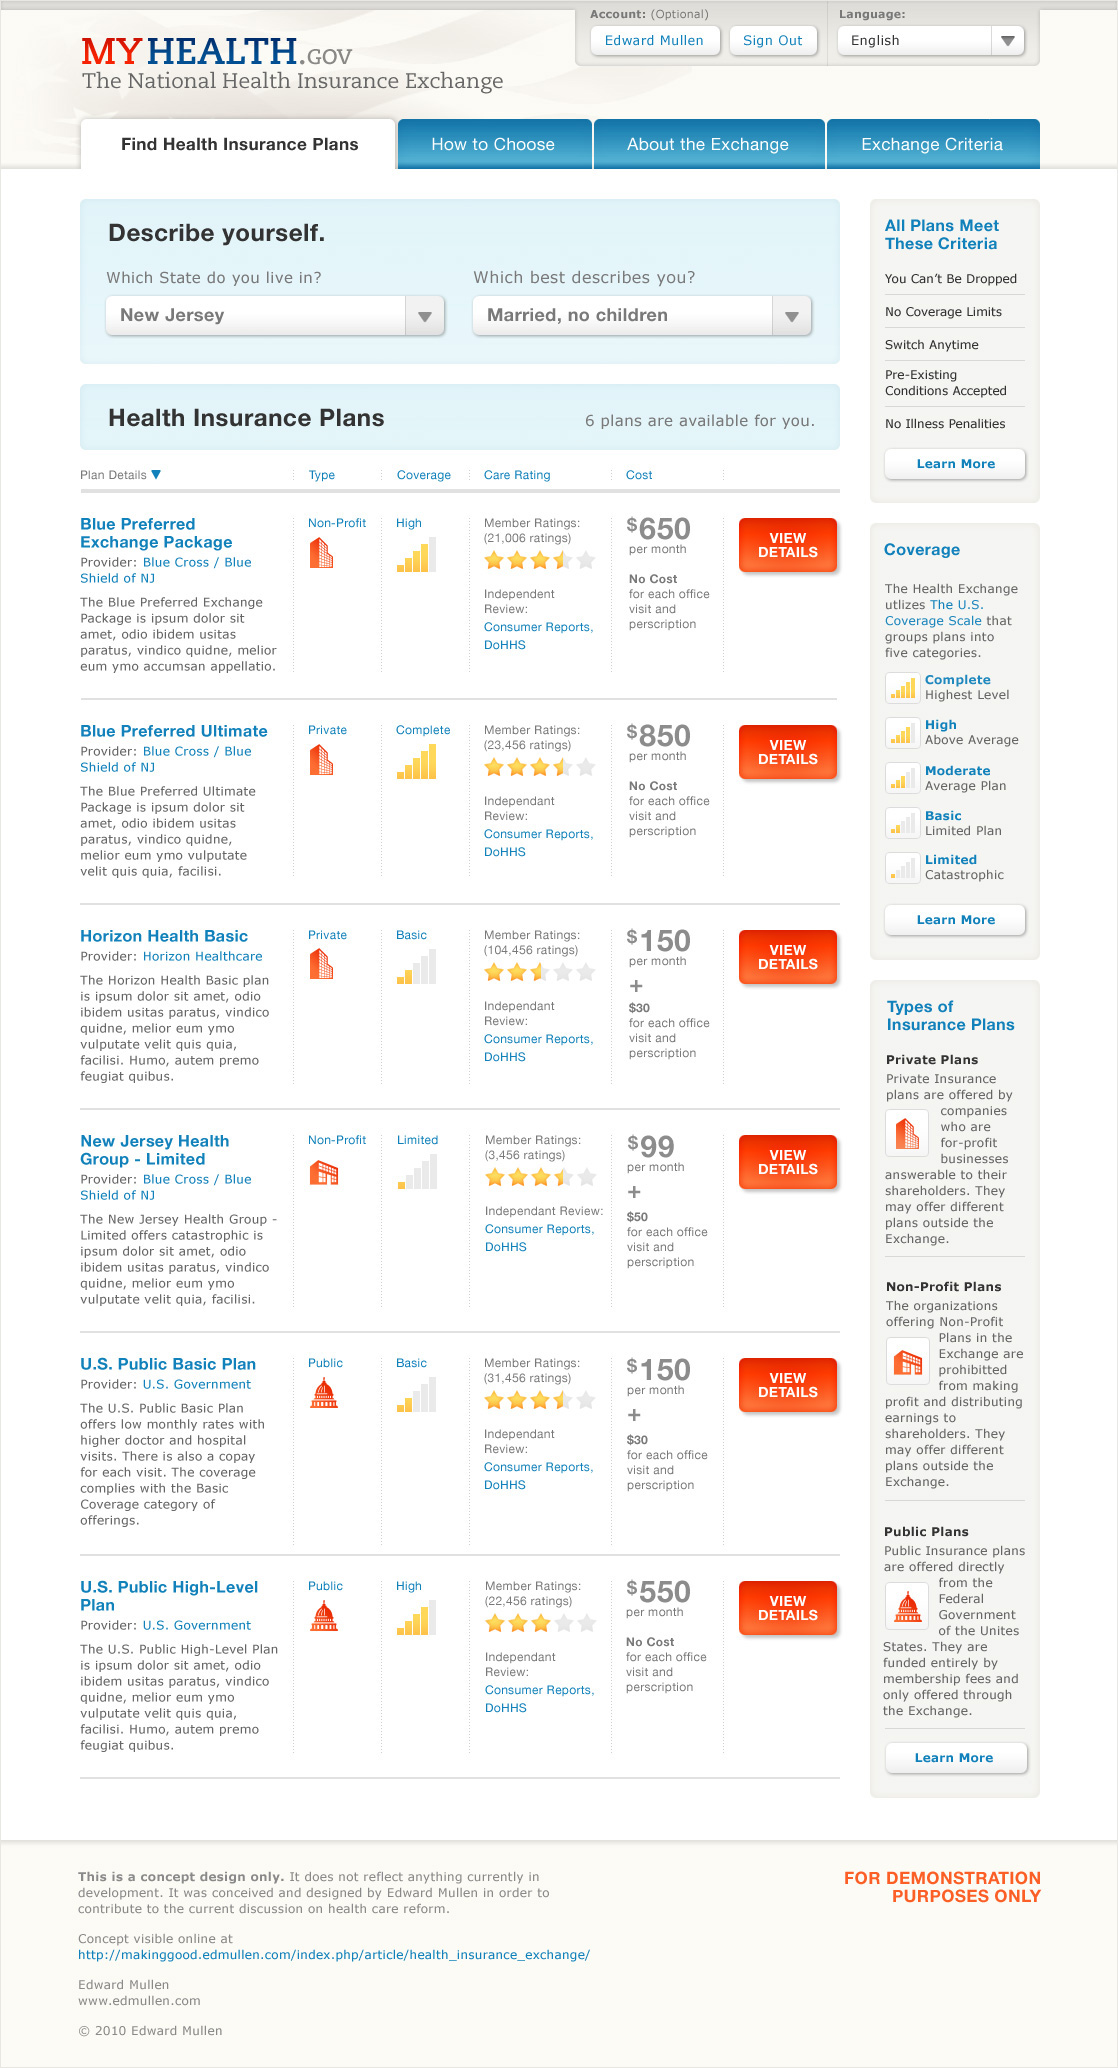 Account: (Optional)
Language:
Edward Mullen
Sign Out
English
MYHEALTH.GOV
The National Health Insurance Exchange
Find Health Insurance Plans
How to Choose
About the Exchange
Exchange Criteria
Describe yourself.
Which State do you live in?
Which best describes you?
New Jersey
Married, no children
Health Insurance Plans
6 plans are available for you.
Plan Details
Type
Coverage
Care Rating
Cost
Blue Preferred
Exchange Package
Provider: Blue Cross / Blue
Shield of NJ
The Blue Preferred Exchange
Package is ipsum dolor sit
amet, odio ibidem usitas
paratus, vindico quidne, melior
eum ymo accumsan appellatio.
Non-Profit
High
Member Ratings:
(21,006 ratings)
Independent
Review:
Consumer Reports,
DoHHS
$650
per month
No Cost
for each office
visit and
perscription
VIEW
DETAILS
Blue Preferred Ultimate
Provider: Blue Cross / Blue
Shield of NJ
The Blue Preferred Ultimate
Package is ipsum dolor sit
amet, odio ibidem usitas
paratus, vindico quidne,
melior eum ymo vulputate
velit quis quia, facilisi.
Private
Complete
Member Ratings:
(23,456 ratings)
Independant
Review:
Consumer Reports,
DoHHS
$850
per month
No Cost
for each office
visit and
perscription
VIEW
DETAILS
Horizon Health Basic
Provider: Horizon Healthcare
The Horizon Health Basic plan
is ipsum dolor sit amet, odio
ibidem usitas paratus, vindico
quidne, melior eum ymo
vulputate velit quis quia,
facilisi. Humo, autem premo
feugiat quibus.
Private
Basic
Member Ratings:
(104,456 ratings)
Independant
Review:
Consumer Reports,
DoHHS
$150
per month
+
$30
for each office
visit and
perscription
VIEW
DETAILS
New Jersey Health
Group - Limited
Provider: Blue Cross / Blue
Shield of NJ
The New Jersey Health Group -
Limited offers catastrophic is
ipsum dolor sit amet, odio
ibidem usitas paratus, vindico
quidne, melior eum ymo
vulputate velit quia, facilisi.
Non-Profit
Limited
Member Ratings:
(3,456 ratings)
Independant Review:
Consumer Reports,
DoHHS
$99
per month
+
$50
for each office
visit and
perscription
VIEW
DETAILS
U.S. Public Basic Plan
Provider: U.S. Government
The U.S. Public Basic Plan
offers low monthly rates with
higher doctor and hospital
visits. There is also a copay
for each visit. The coverage
complies with the Basic
Coverage category of
offerings.
Public
Basic
Member Ratings:
(31,456 ratings)
Independant
Review:
Consumer Reports,
DoHHS
$150
per month
+
$30
for each office
visit and
perscription
VIEW
DETAILS
U.S. Public High-Level
Plan
Provider: U.S. Government
The U.S. Public High-Level Plan
is ipsum dolor sit amet, odio
ibidem usitas paratus, vindico
quidne, melior eum ymo
vulputate velit quis quia,
facilisi. Humo, autem premo
feugiat quibus.
Public
High
Member Ratings:
(22,456 ratings)
Independant
Review:
Consumer Reports,
DoHHS
$550
per month
No Cost
for each office
visit and
perscription
VIEW
DETAILS
All Plans Meet
These Criteria
You Can't Be Dropped
No Coverage Limits
Switch Anytime
Pre-Existing
Conditions Accepted
No Illness Penalities
Learn More
Coverage
The Health Exchange
utlizes The U.S.
Coverage Scale that
groups plans into
five categories.
Complete
Highest Level
High
Above Average
Moderate
Average Plan
Basic
Limited Plan
Limited
Catastrophic
Learn More
Types of
Insurance Plans
Private Plans
Private Insurance
plans are offered by
companies
who are
for-profit
businesses
answerable to their
shareholders. They
may offer different
plans outside the
Exchange.
Non-Profit Plans
The organizations
offering Non-Profit
Plans in the
Exchange are
prohibitted
from making
profit and distributing
earnings to
shareholders. They
may offer different
plans outside the
Exchange.
Public Plans
Public Insurance plans
are offered directly
from the
Federal
Government
of the Unites
States. They are
funded entirely by
membership fees and
only offered through
the Exchange.
Learn More
This is a concept design only. It does not reflect anything currently in
development. It was conceived and designed by Edward Mullen in order to
contribute to the current discussion on health care reform.
Concept visible online at
http://makinggood.edmullen.com/index.php/article/health_insurance_exchange/
Edward Mullen
www.edmullen.com
© 2010 Edward Mullen
FOR DEMONSTRATION
PURPOSES ONLY